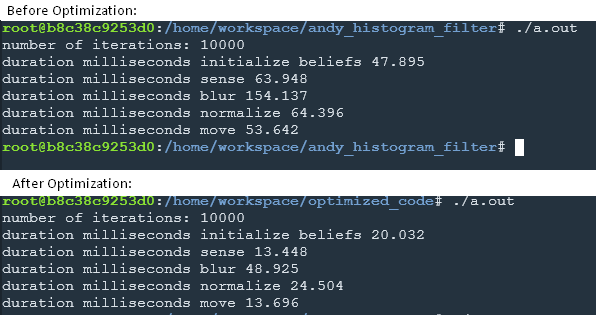 Before Optimization:
root@b8c38c9253d0:/home/workspace/andy_histogram_filter# ./a.out
number of iterations: 10000
duration milliseconds initialize beliefs 47.895
duration milliseconds sense 63.948
duration milliseconds blur 154.137
duration milliseconds normalize 64.396
duration milliseconds move 53.642
root@b8c38c9253d0:/home/workspace/andy_histogram_filter#
After Optimization:
root@b8c38c9253d0:/home/workspace/optimized_code# ./a.out
number of iterations: 10000
duration milliseconds initialize beliefs 20.032
duration milliseconds sense 13.448
duration milliseconds blur 48.925
duration milliseconds normalize 24.504
duration milliseconds move 13.696